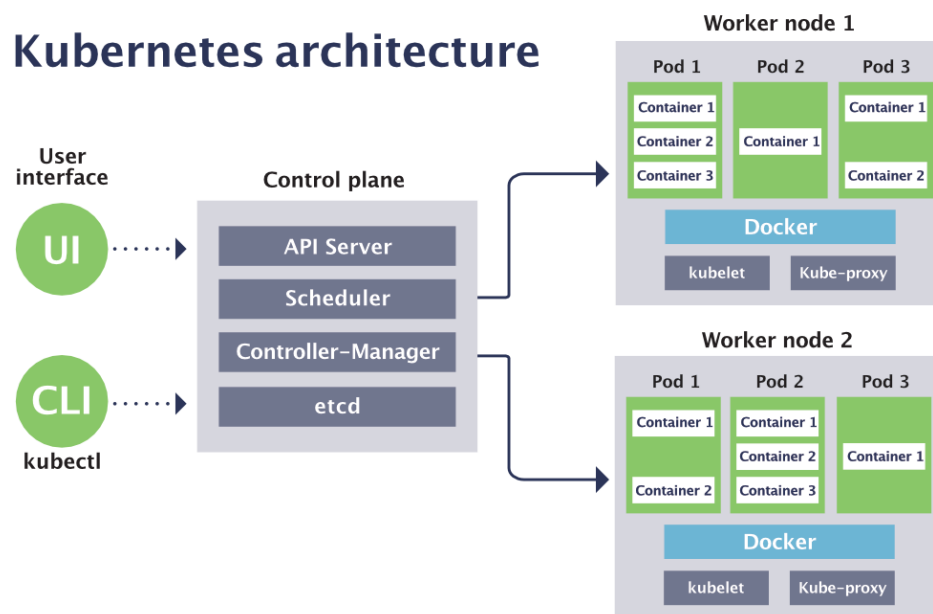 Kubernetes architecture
User
interface
UI
CLI
kubectl
Control plane
API Server
Scheduler
Controller-Manager
etcd
Worker node 1
Pod 1
Container 1
Container 2
Container 3
Pod 2
Container 1
Pod 3
Container 1
Container 2
Docker
kubelet
Kube-proxy
Worker node 2
Pod 1
Container 1
Container 2
Pod 2
Container 1
Container 2
Container 3
Pod 3
Container 1
Docker
kubelet
Kube-proxy